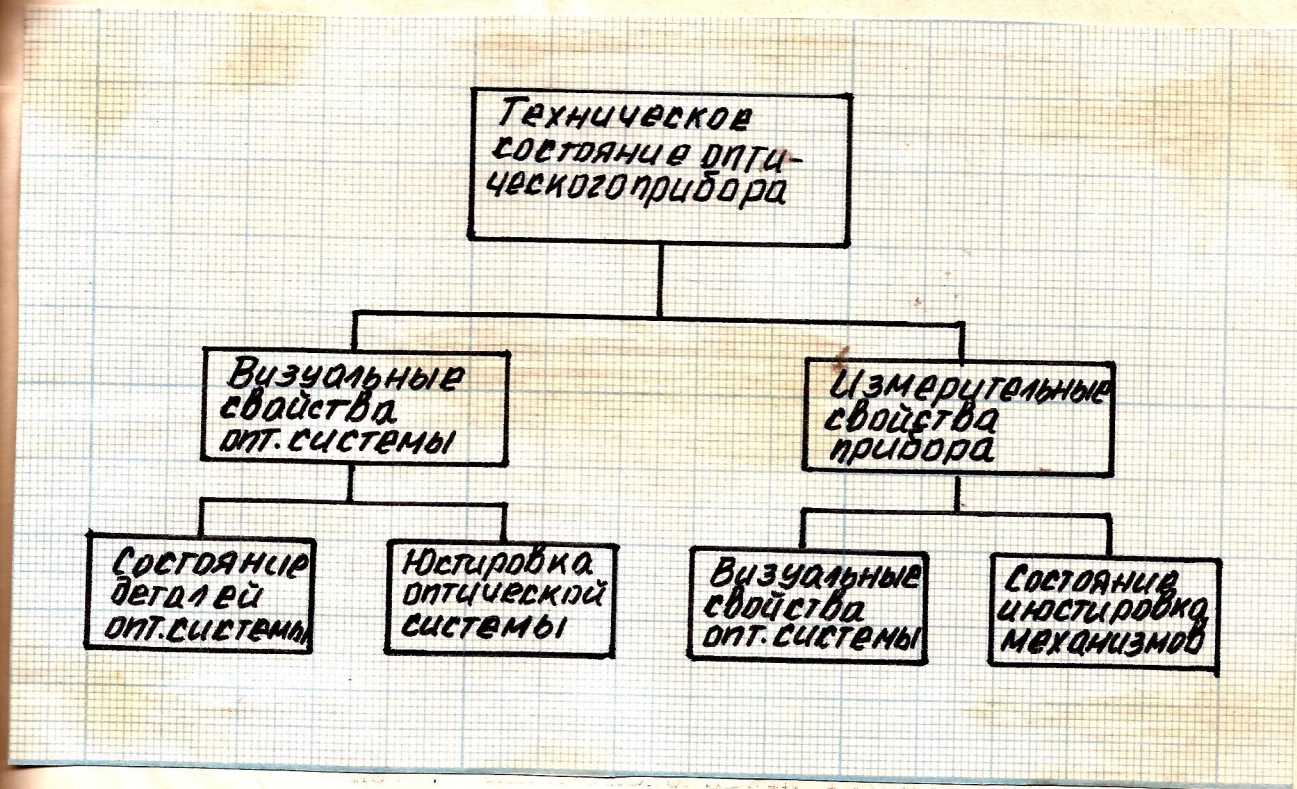 Техническое
состояние опти-
ческого прибора
Визуальные
свайства
опт. системы
Измерительные
свойства
прибора
Состояние
деталей
опт. системы
Юстировка
оптической
системы
Визуальные
свойства
опт. системы
Состояние
и юстировка
механизмов